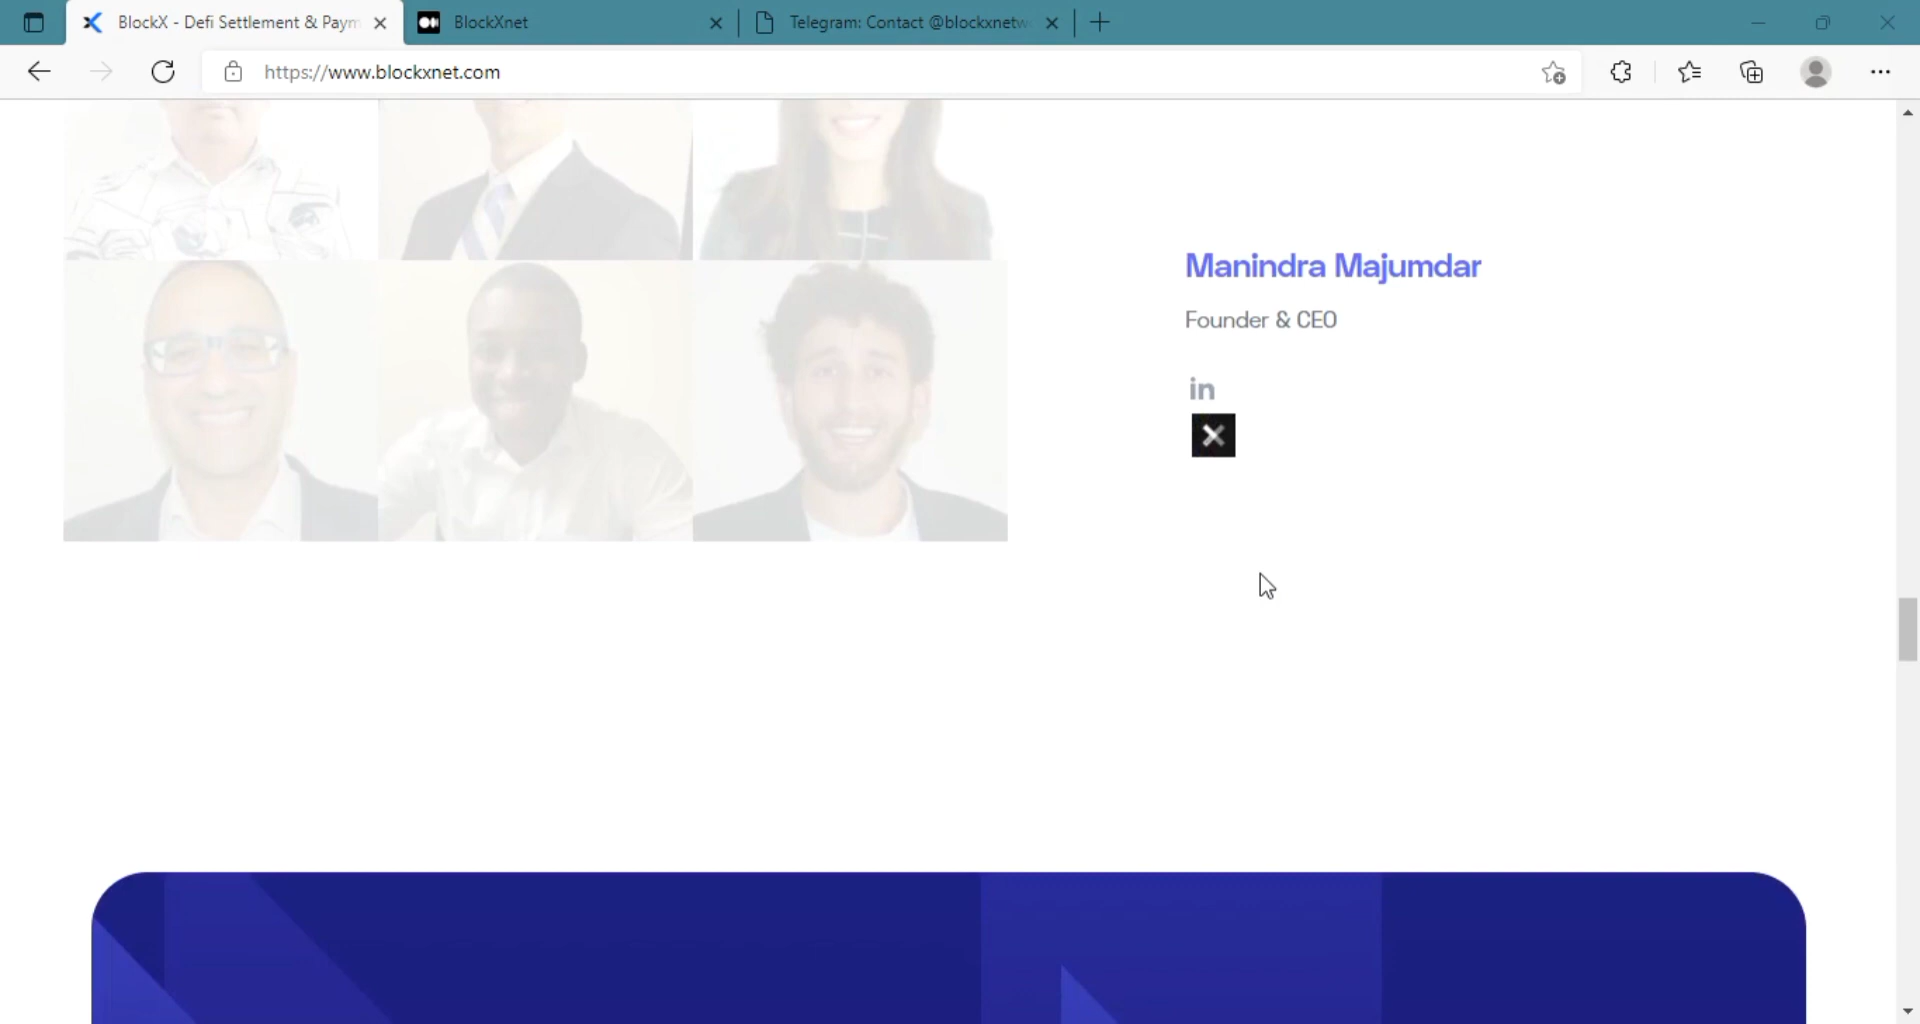 BlockX - Defi Settlement & Paym
BlockXnet
Telegram: Contact @blockxnetw
https://www.blockxnet.com
Manindra Majumdar
Founder & CEO
in